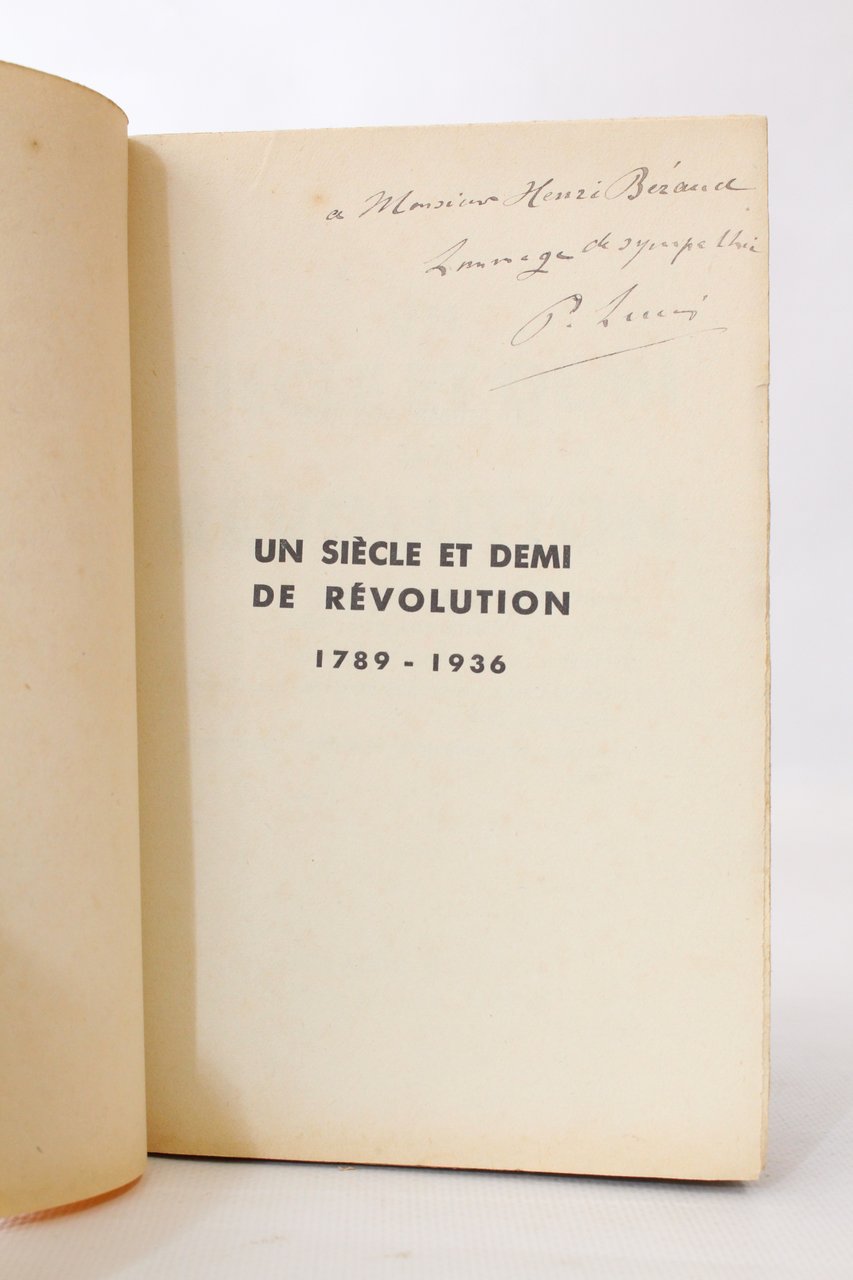 a Monsieur Henri Béraud
hommage de sympathie
P.
UN SIÈCLE ET DEMI
DE RÉVOLUTION
1789 - 1936